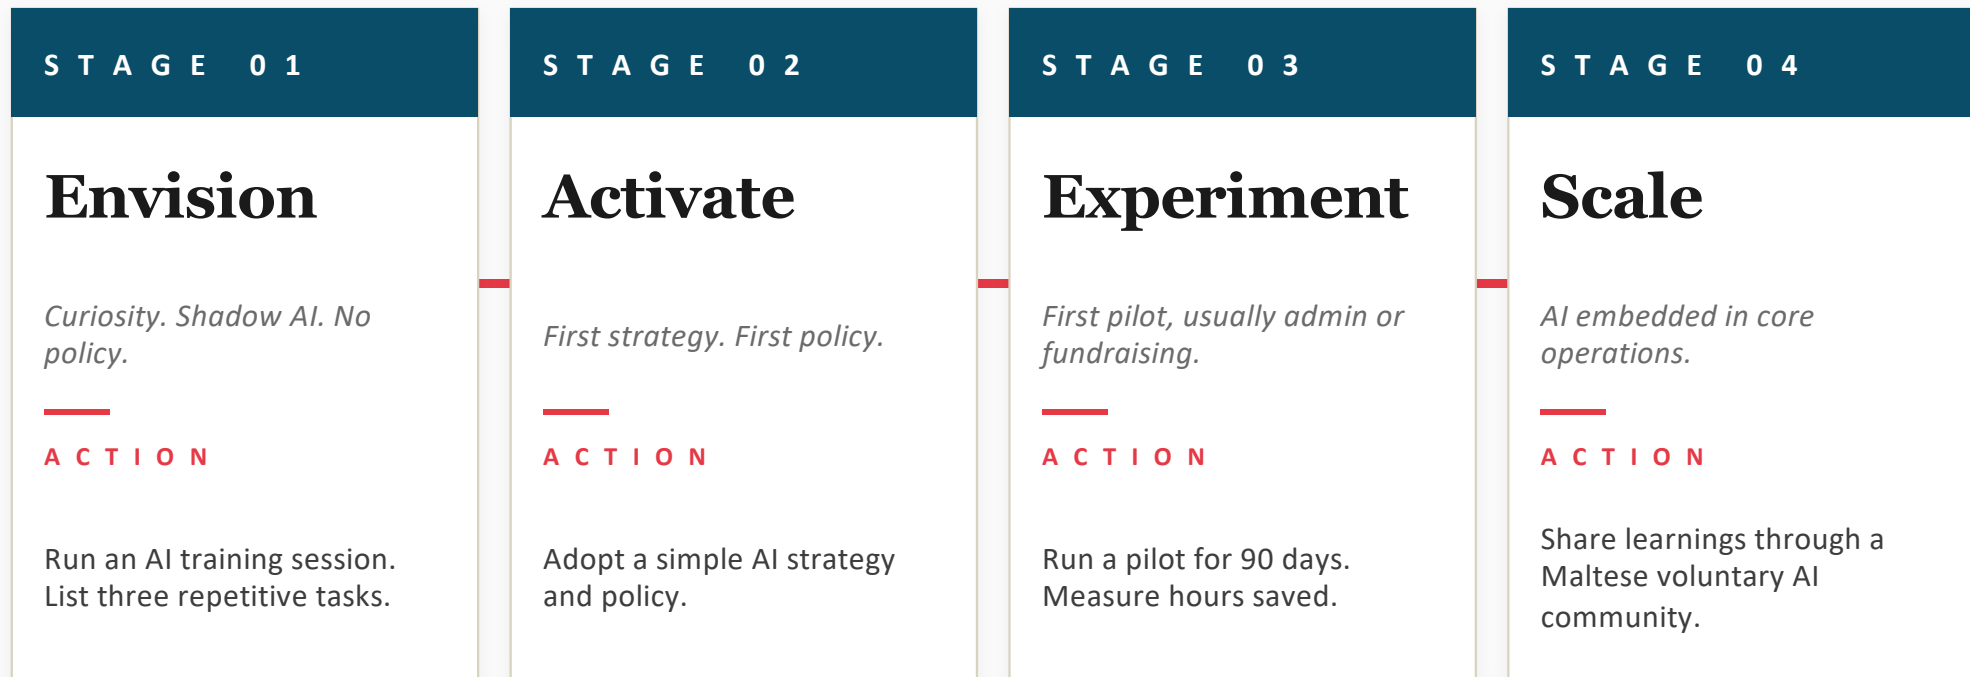 STAGE 01
Envision
Curiosity. Shadow AI. No
policy.
ACTION
Run an AI training session.
List three repetitive tasks.
STAGE 02
Activate
First strategy. First policy.
ACTION
Adopt a simple AI strategy
and policy.
STAGE 03
Experiment
First pilot, usually admin or
fundraising.
ACTION
Run a pilot for 90 days.
Measure hours saved.
STAGE 04
Scale
AI embedded in core
operations.
ACTION
Share learnings through a
Maltese voluntary AI
community.